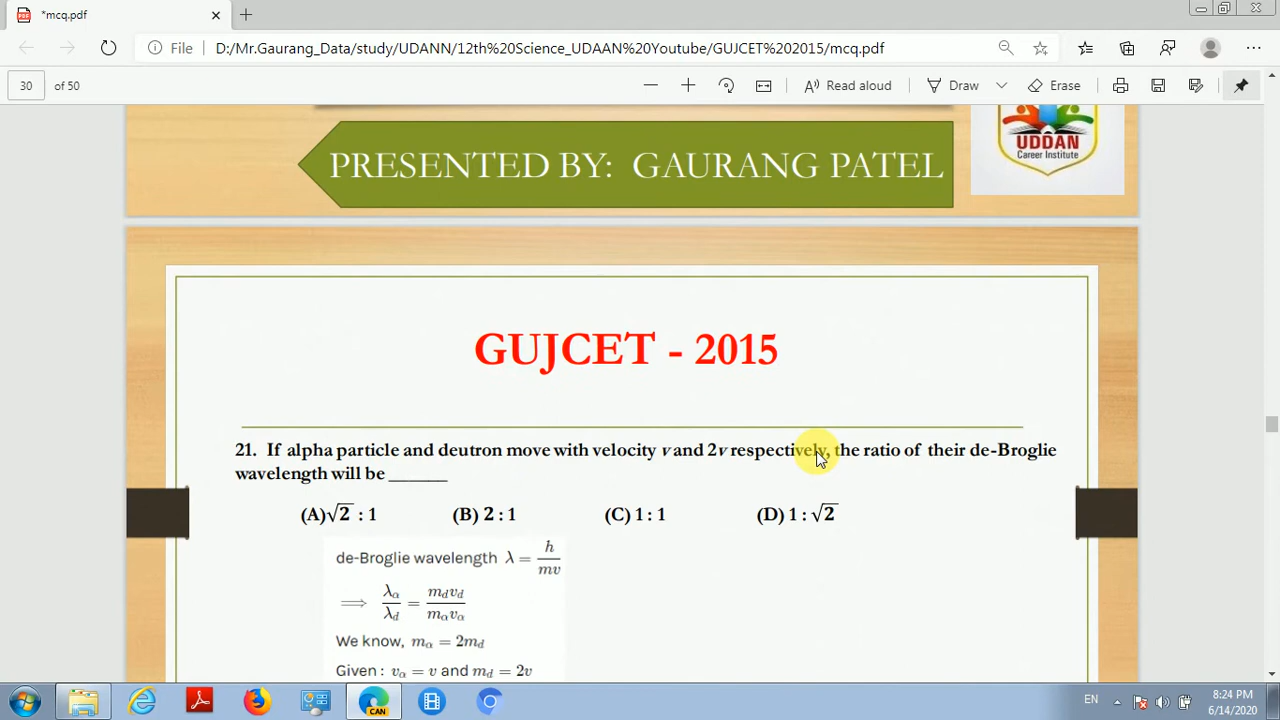 *mcq.pdf
File D:/Mr.Gaurang_Data/study/UDANN/12th%20Science_UDAAN%20Youtube/GUJCET%202015/mcq.pdf
30 of 50 Read aloud Draw Erase
UDDAN
Career Institute
PRESENTED BY: GAURANG PATEL
GUJCET - 2015
21. If alpha particle and deutron move with velocity v and 2v respectively, the ratio of their de-Broglie
wavelength will be ______
(A)√2 : 1 (B) 2 : 1 (C) 1 : 1 (D) 1 : √2
de-Broglie wavelength λ = h/mv
⟹ λα/λd = mdvd/mαvα
We know, mα = 2md
Given : vα = v and md = 2v
CAN
EN
8:24 PM
6/14/2020